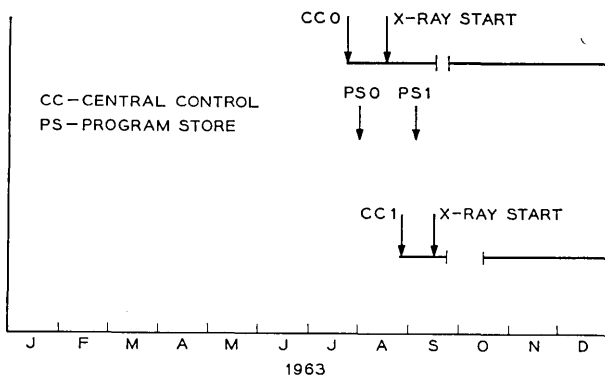 CC0 X-RAY START
CC-CENTRAL CONTROL
PS-PROGRAM STORE
PS0 PS1
CC1 X-RAY START
J F M A M J J A S O N D
1963